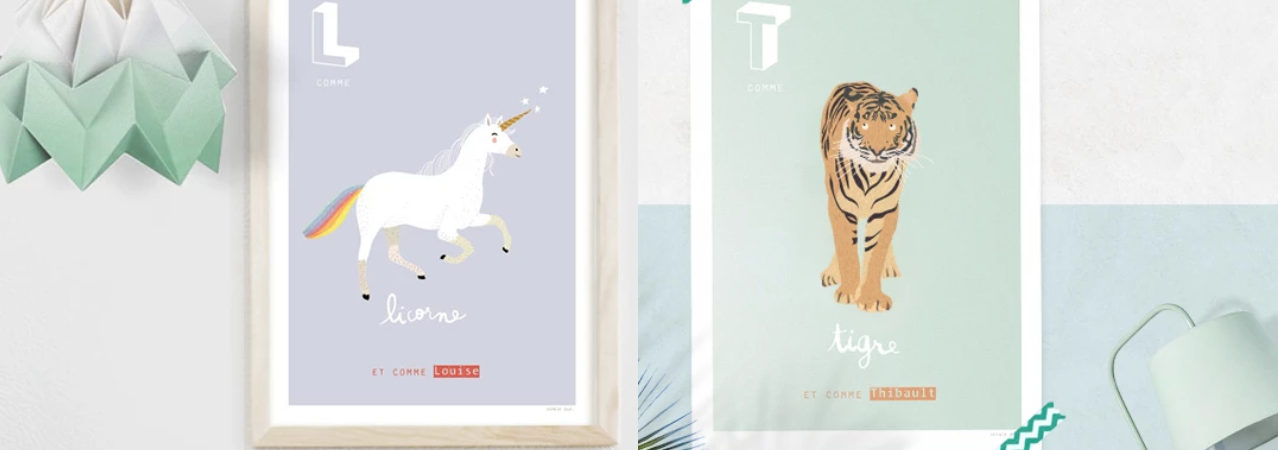 L
COMME
licorne
ET COMME Louise
T
COMME
tigre
ET COMME Thibault